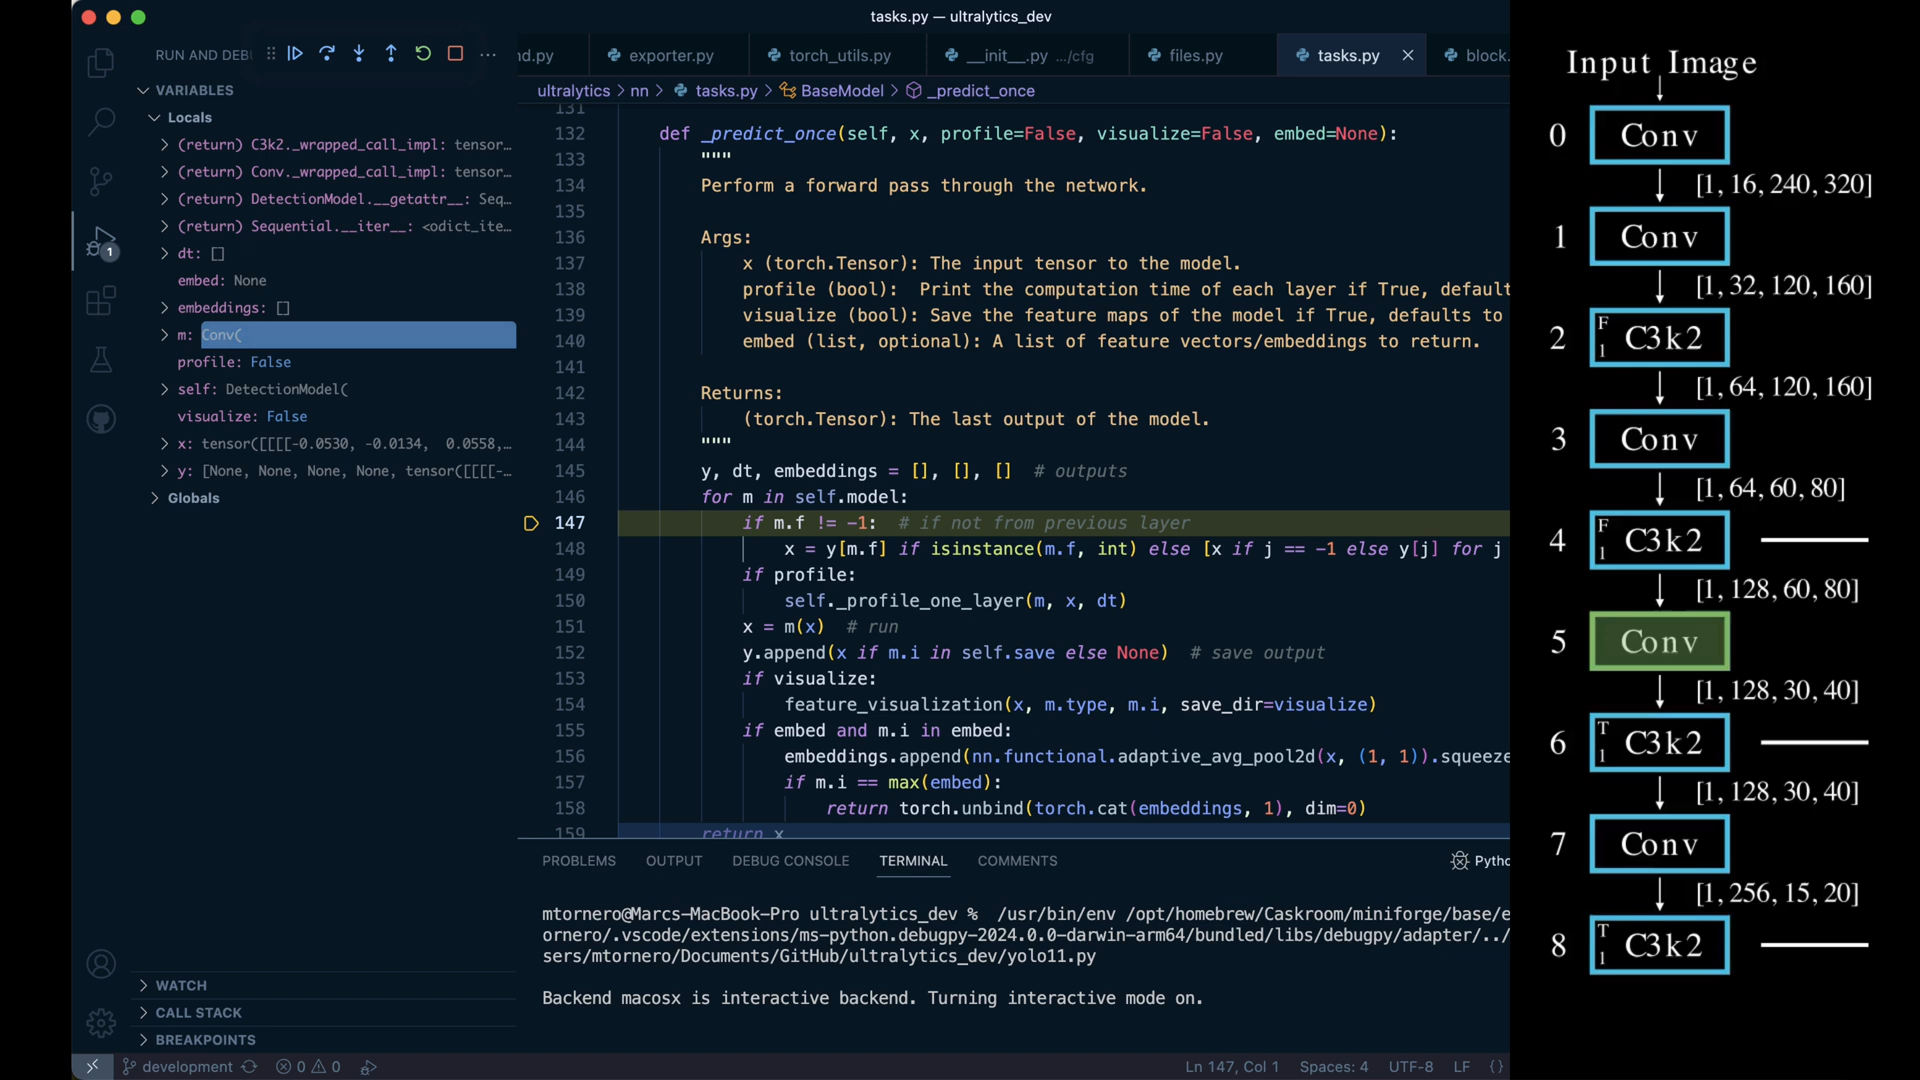 tasks.py — ultralytics_dev
RUN AND DEBU
nd.py
exporter.py
torch_utils.py
__init__.py .../cfg
files.py
tasks.py
block.
ultralytics > nn > tasks.py > BaseModel > _predict_once
VARIABLES
Locals
(return) C3k2._wrapped_call_impl: tensor…
(return) Conv._wrapped_call_impl: tensor…
(return) DetectionModel.__getattr__: Seq…
(return) Sequential.__iter__: <odict_ite…
dt: []
embed: None
embeddings: []
m: Conv(
profile: False
self: DetectionModel(
visualize: False
x: tensor([[[[-0.0530, -0.0134,  0.0558,…
y: [None, None, None, None, tensor([[[[-…
Globals
1
WATCH
CALL STACK
BREAKPOINTS
131
132 def _predict_once(self, x, profile=False, visualize=False, embed=None):
133 """
134 Perform a forward pass through the network.
135
136 Args:
137 x (torch.Tensor): The input tensor to the model.
138 profile (bool):  Print the computation time of each layer if True, default
139 visualize (bool): Save the feature maps of the model if True, defaults to
140 embed (list, optional): A list of feature vectors/embeddings to return.
141
142 Returns:
143 (torch.Tensor): The last output of the model.
144 """
145 y, dt, embeddings = [], [], []  # outputs
146 for m in self.model:
147 if m.f != -1:  # if not from previous layer
148 x = y[m.f] if isinstance(m.f, int) else [x if j == -1 else y[j] for j
149 if profile:
150 self._profile_one_layer(m, x, dt)
151 x = m(x)  # run
152 y.append(x if m.i in self.save else None)  # save output
153 if visualize:
154 feature_visualization(x, m.type, m.i, save_dir=visualize)
155 if embed and m.i in embed:
156 embeddings.append(nn.functional.adaptive_avg_pool2d(x, (1, 1)).squeeze
157 if m.i == max(embed):
158 return torch.unbind(torch.cat(embeddings, 1), dim=0)
159 return x
PROBLEMS OUTPUT DEBUG CONSOLE TERMINAL COMMENTS
Pytho
mtornero@Marcs-MacBook-Pro ultralytics_dev %  /usr/bin/env /opt/homebrew/Caskroom/miniforge/base/e
ornero/.vscode/extensions/ms-python.debugpy-2024.0.0-darwin-arm64/bundled/libs/debugpy/adapter/../
sers/mtornero/Documents/GitHub/ultralytics_dev/yolo11.py
Backend macosx is interactive backend. Turning interactive mode on.
development 0 0
Ln 147, Col 1 Spaces: 4 UTF-8 LF {}
Input Image
0 Conv
[1, 16, 240, 320]
1 Conv
[1, 32, 120, 160]
2 F 1 C3k2
[1, 64, 120, 160]
3 Conv
[1, 64, 60, 80]
4 F 1 C3k2
[1, 128, 60, 80]
5 Conv
[1, 128, 30, 40]
6 T 1 C3k2
[1, 128, 30, 40]
7 Conv
[1, 256, 15, 20]
8 T 1 C3k2